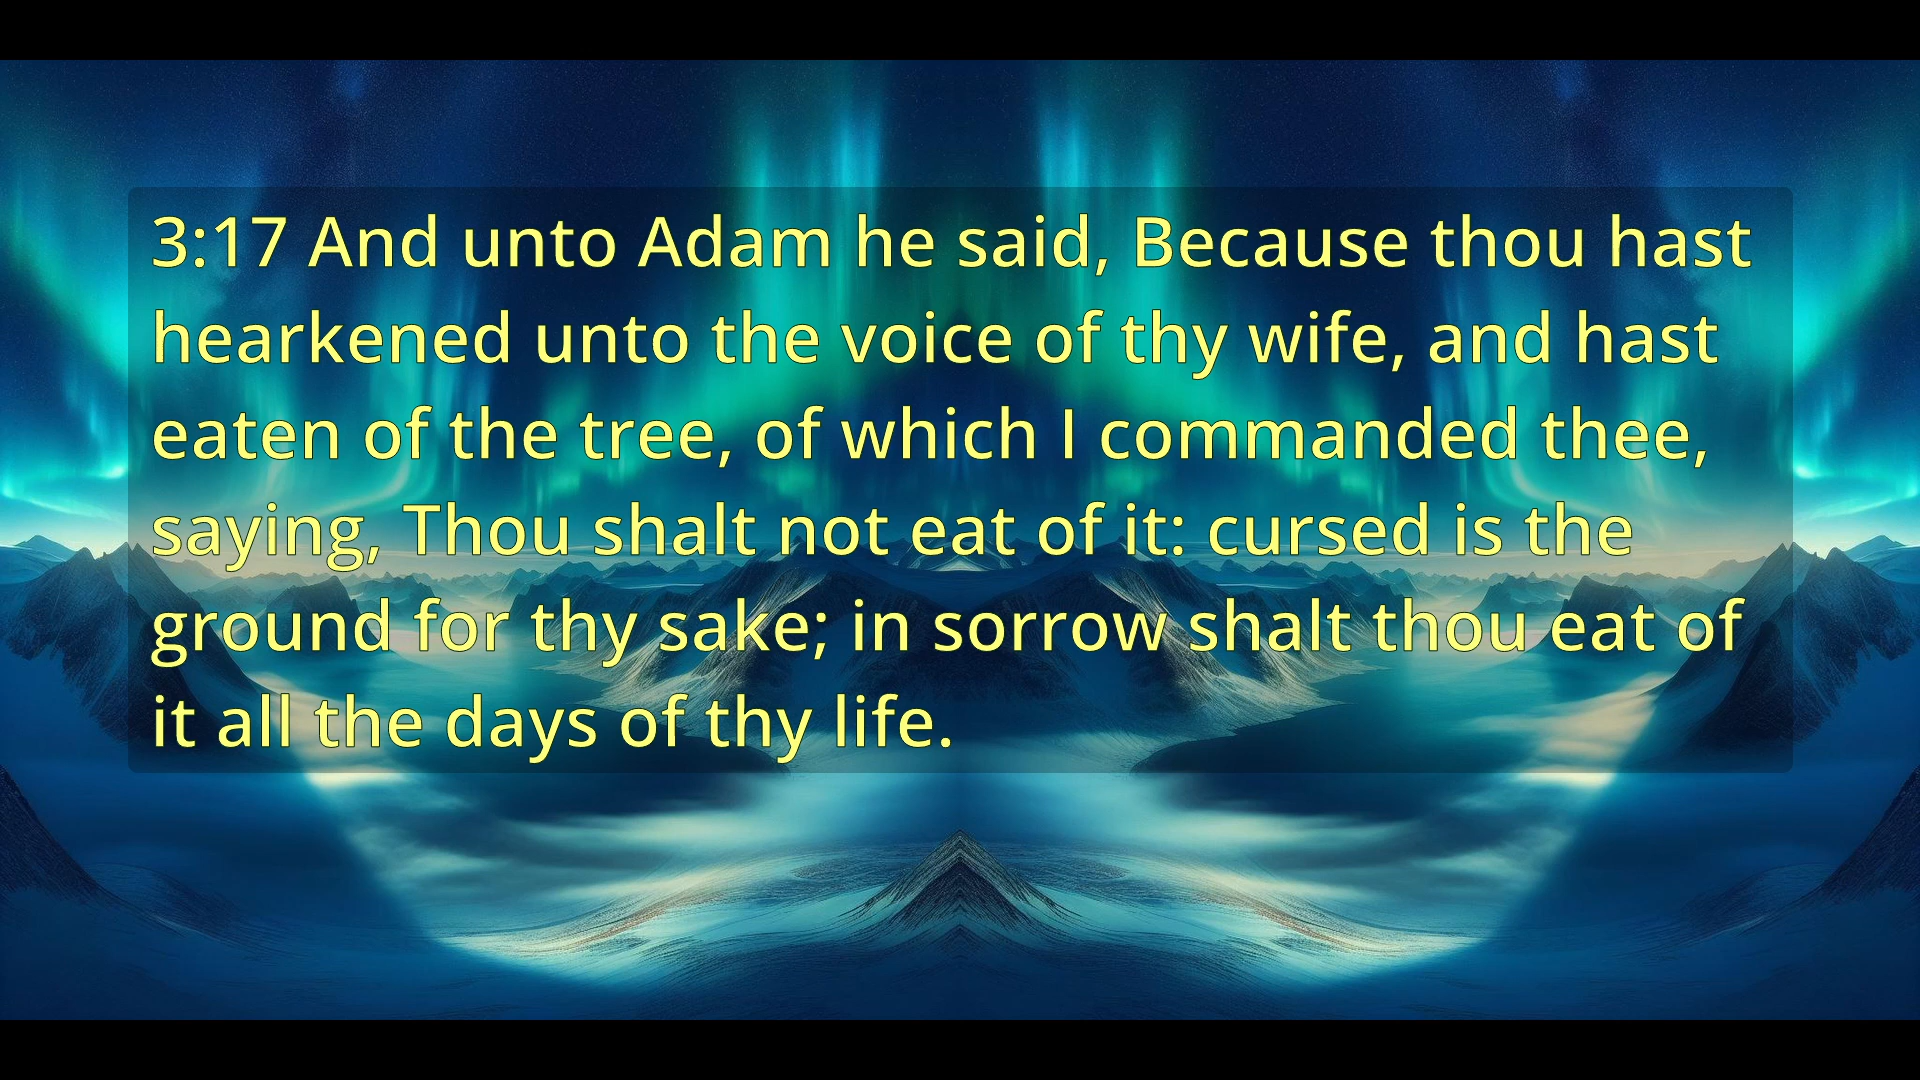 3:17 And unto Adam he said, Because thou hast
hearkened unto the voice of thy wife, and hast
eaten of the tree, of which I commanded thee,
saying, Thou shalt not eat of it: cursed is the
ground for thy sake; in sorrow shalt thou eat of
it all the days of thy life.